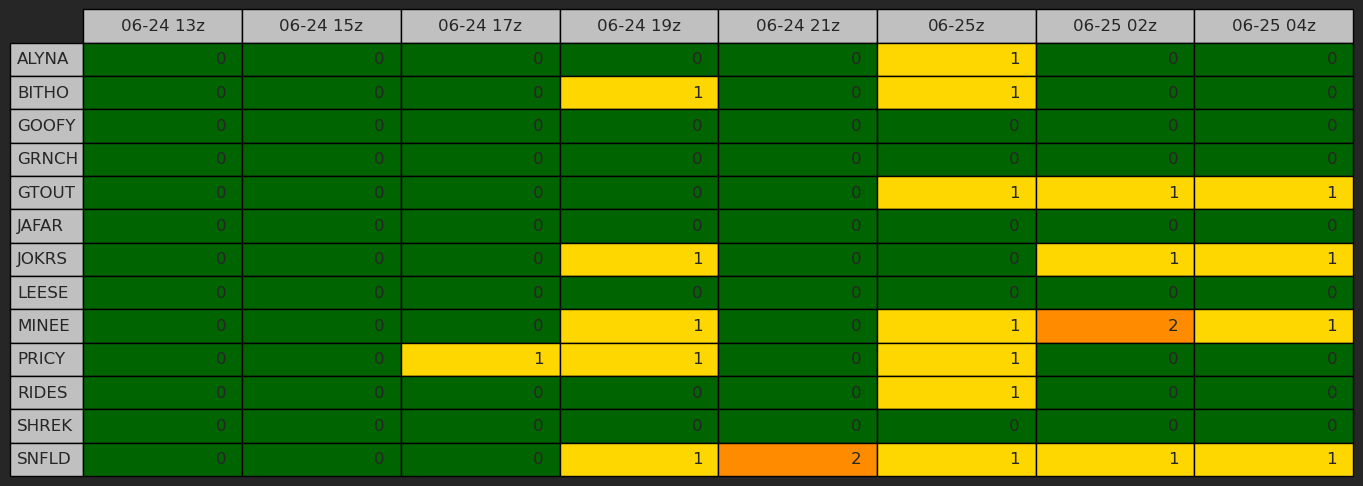 06-24 13z 06-24 15z 06-24 17z 06-24 19z 06-24 21z 06-25z 06-25 02z 06-25 04z
ALYNA 0 0 0 0 0 1 0 0
BITHO 0 0 0 1 0 1 0 0
GOOFY 0 0 0 0 0 0 0 0
GRNCH 0 0 0 0 0 0 0 0
GTOUT 0 0 0 0 0 1 1 1
JAFAR 0 0 0 0 0 0 0 0
JOKRS 0 0 0 1 0 0 1 1
LEESE 0 0 0 0 0 0 0 0
MINEE 0 0 0 1 0 1 2 1
PRICY 0 0 1 1 0 1 0 0
RIDES 0 0 0 0 0 1 0 0
SHREK 0 0 0 0 0 0 0 0
SNFLD 0 0 0 1 2 1 1 1